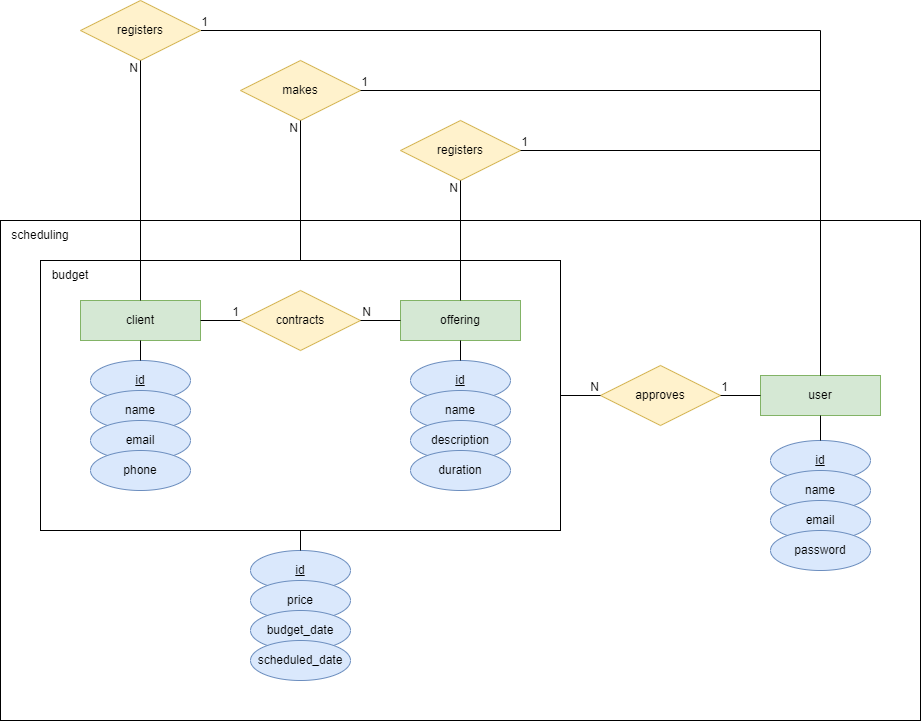 registers
1
N
makes
1
N
registers
1
N
scheduling
budget
client
1
contracts
N
offering
id
name
email
phone
id
name
description
duration
N
approves
1
user
id
name
email
password
id
price
budget_date
scheduled_date